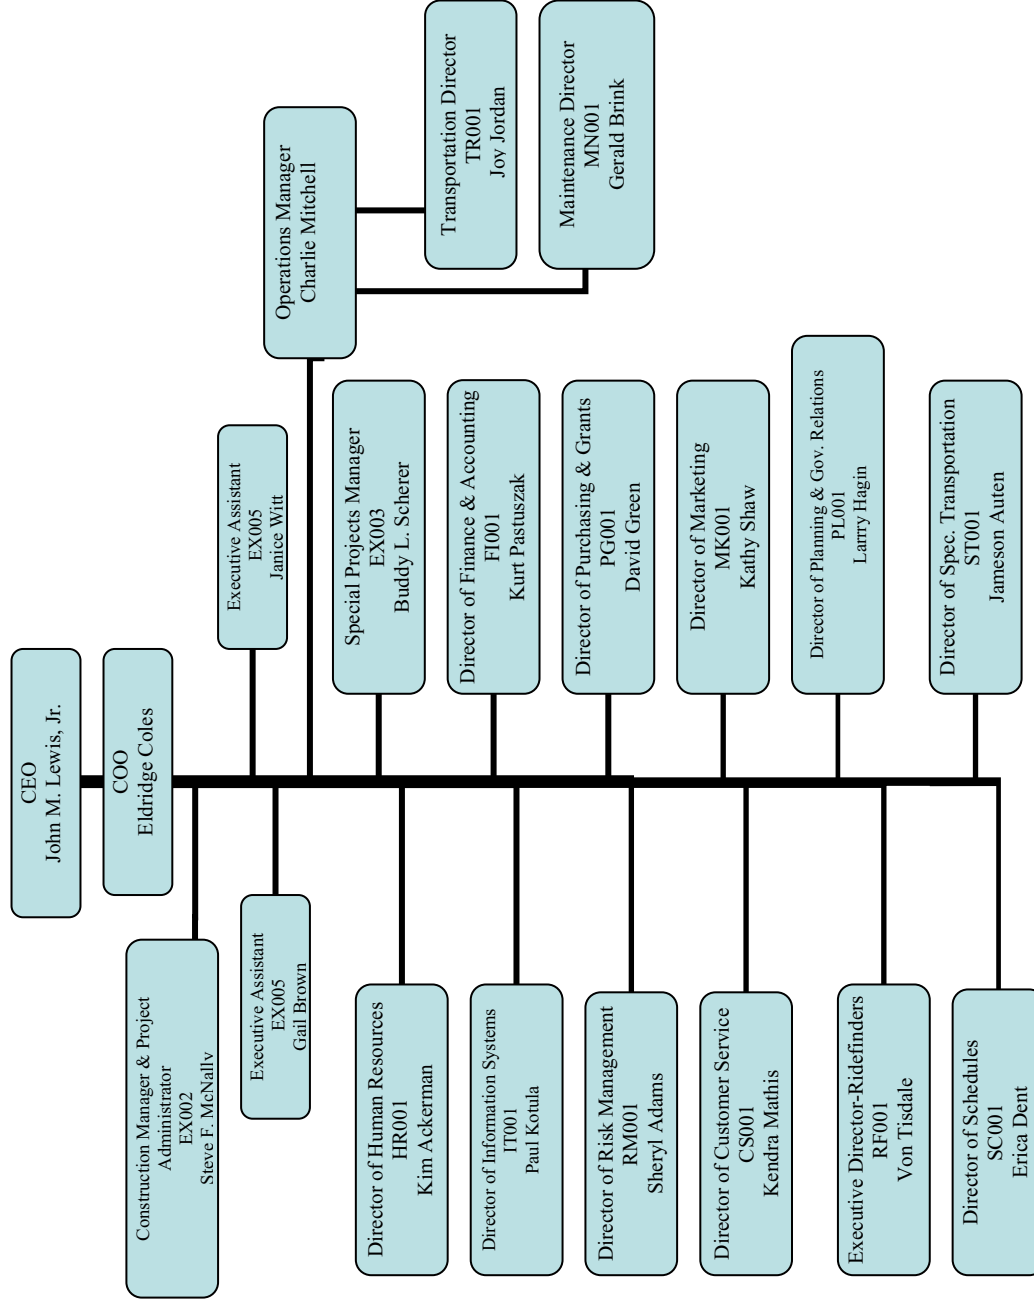 CEO
John M. Lewis, Jr.
COO
Eldridge Coles
Construction Manager & Project
Administrator
EX002
Steve F. McNally
Executive Assistant
EX005
Janice Witt
Executive Assistant
EX005
Gail Brown
Operations Manager
Charlie Mitchell
Transportation Director
TR001
Joy Jordan
Maintenance Director
MN001
Gerald Brink
Special Projects Manager
EX003
Buddy L. Scherer
Director of Human Resources
HR001
Kim Ackerman
Director of Finance & Accounting
FI001
Kurt Pastuszak
Director of Information Systems
IT001
Paul Kotula
Director of Purchasing & Grants
PG001
David Green
Director of Risk Management
RM001
Sheryl Adams
Director of Marketing
MK001
Kathy Shaw
Director of Customer Service
CS001
Kendra Mathis
Director of Planning & Gov. Relations
PL001
Larrry Hagin
Executive Director-Ridefinders
RF001
Von Tisdale
Director of Spec. Transportation
ST001
Jameson Auten
Director of Schedules
SC001
Erica Dent